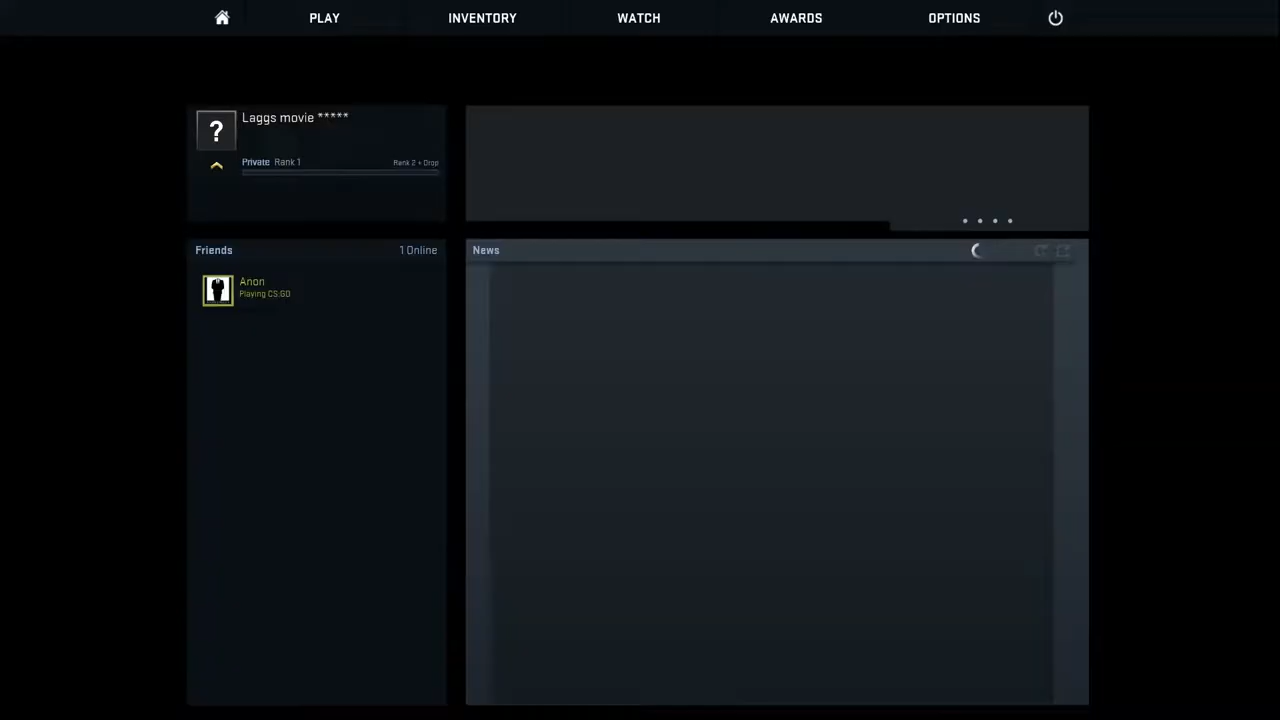 PLAY
INVENTORY
WATCH
AWARDS
OPTIONS
?
Laggs movie *****
Private Rank 1
Rank 2 + Drop
Friends
1 Online
News
Anon
Playing CS:GO